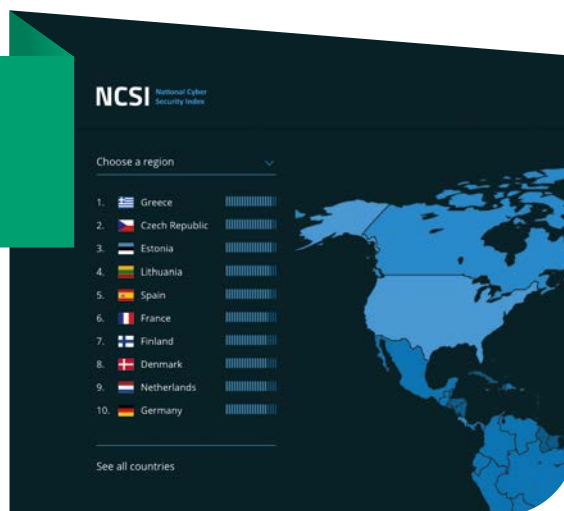 NCSI National Cyber
Security Index
Choose a region
1. Greece
2. Czech Republic
3. Estonia
4. Lithuania
5. Spain
6. France
7. Finland
8. Denmark
9. Netherlands
10. Germany
See all countries